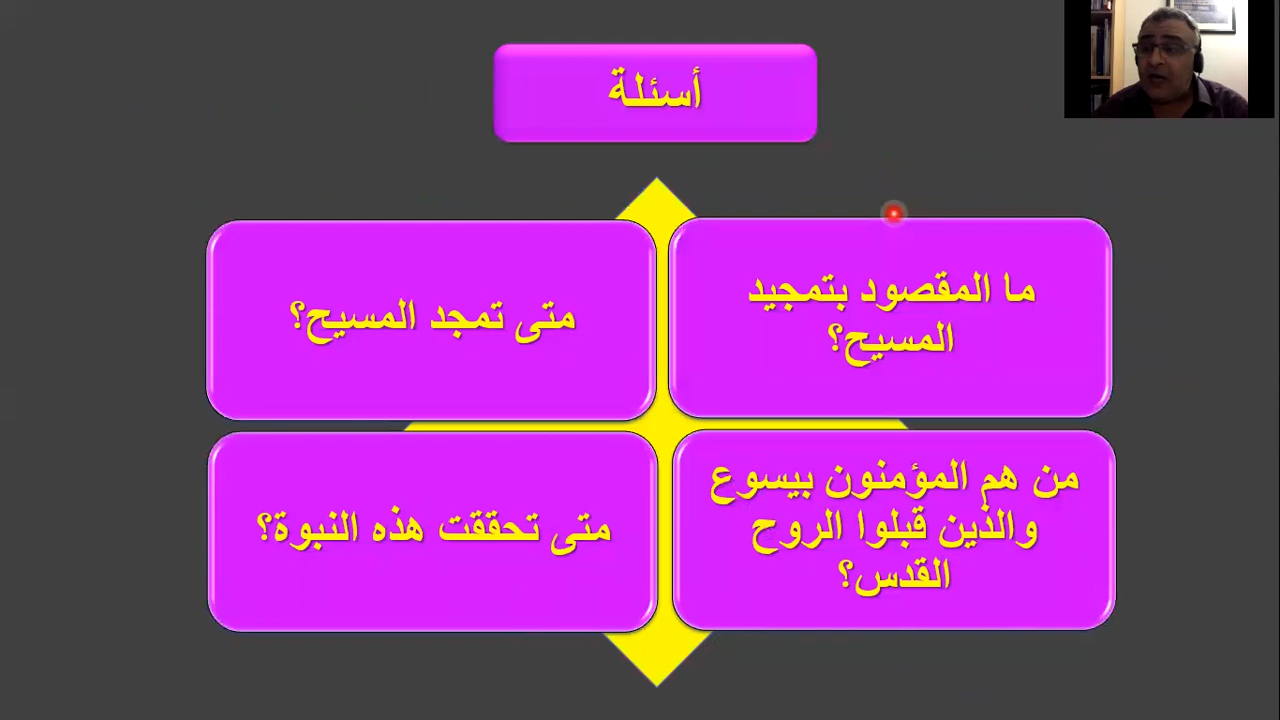 أسئلة
ما المقصود بتمجيد
المسيح؟
متى تمجد المسيح؟
من هم المؤمنون بيسوع
والذين قبلوا الروح
القدس؟
متى تحققت هذه النبوة؟